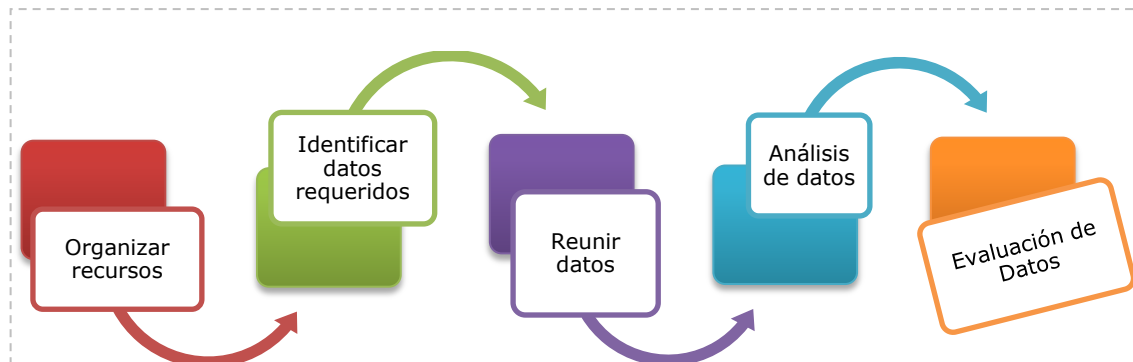 Organizar
recursos
Identificar
datos
requeridos
Reunir
datos
Análisis
de datos
Evaluación de
Datos